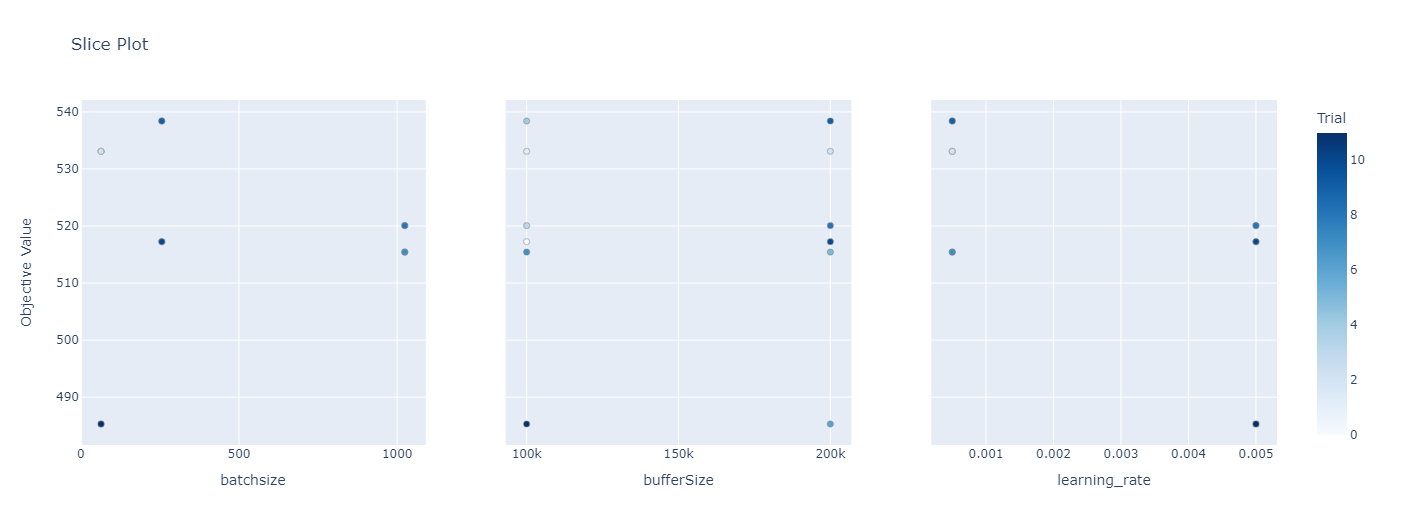 Slice Plot
540
530
520
510
500
490
Objective Value
0 500 1000
batchsize
100k 150k 200k
bufferSize
0.001 0.002 0.003 0.004 0.005
learning_rate
Trial
10
8
6
4
2
0